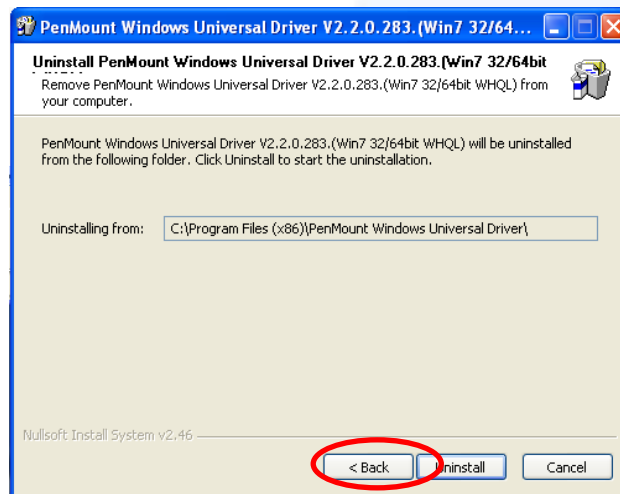 PenMount Windows Universal Driver V2.2.0.283.(Win7 32/64...
Uninstall PenMount Windows Universal Driver V2.2.0.283.(Win7 32/64bit
Remove PenMount Windows Universal Driver V2.2.0.283.(Win7 32/64bit WHQL) from
your computer.
PenMount Windows Universal Driver V2.2.0.283.(Win7 32/64bit WHQL) will be uninstalled
from the following folder. Click Uninstall to start the uninstallation.
Uninstalling from: C:\Program Files (x86)\PenMount Windows Universal Driver\
Nullsoft Install System v2.46
< Back Uninstall Cancel